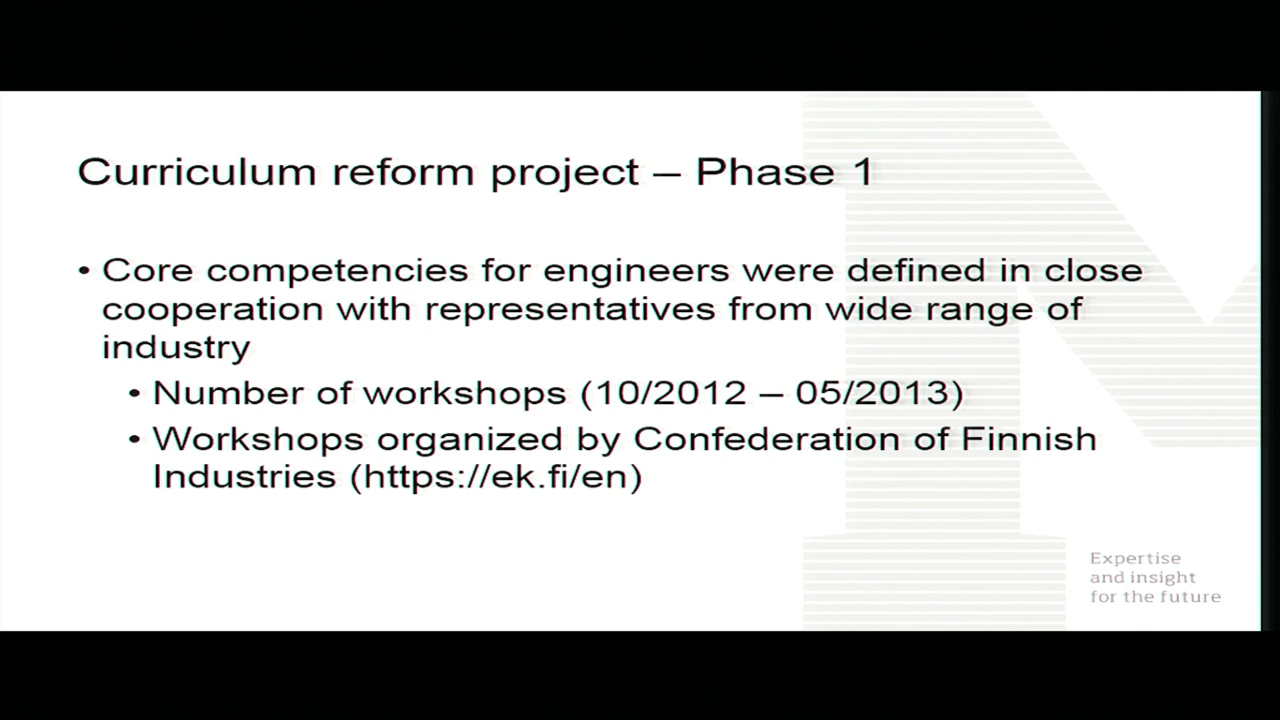 Curriculum reform project – Phase 1
• Core competencies for engineers were defined in close
cooperation with representatives from wide range of
industry
• Number of workshops (10/2012 – 05/2013)
• Workshops organized by Confederation of Finnish
Industries (https://ek.fi/en)
Expertise
and insight
for the future